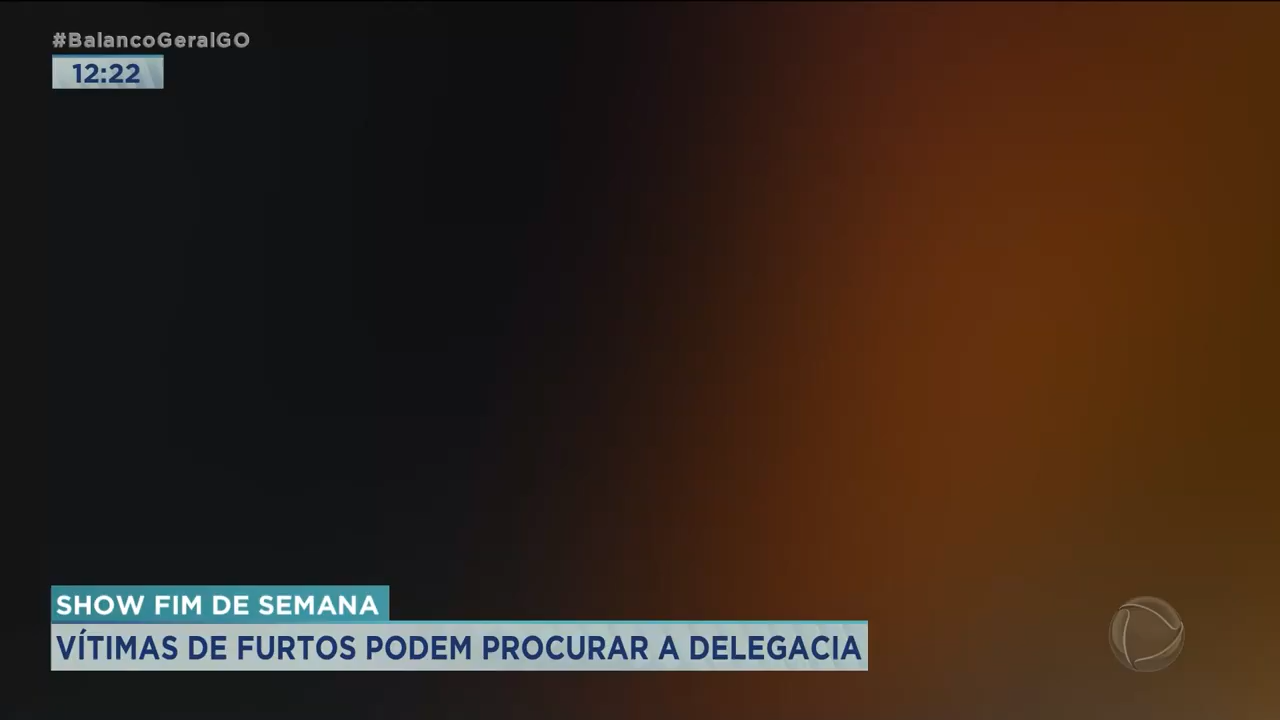 #BalancoGeralGO
12:22
SHOW FIM DE SEMANA
VÍTIMAS DE FURTOS PODEM PROCURAR A DELEGACIA